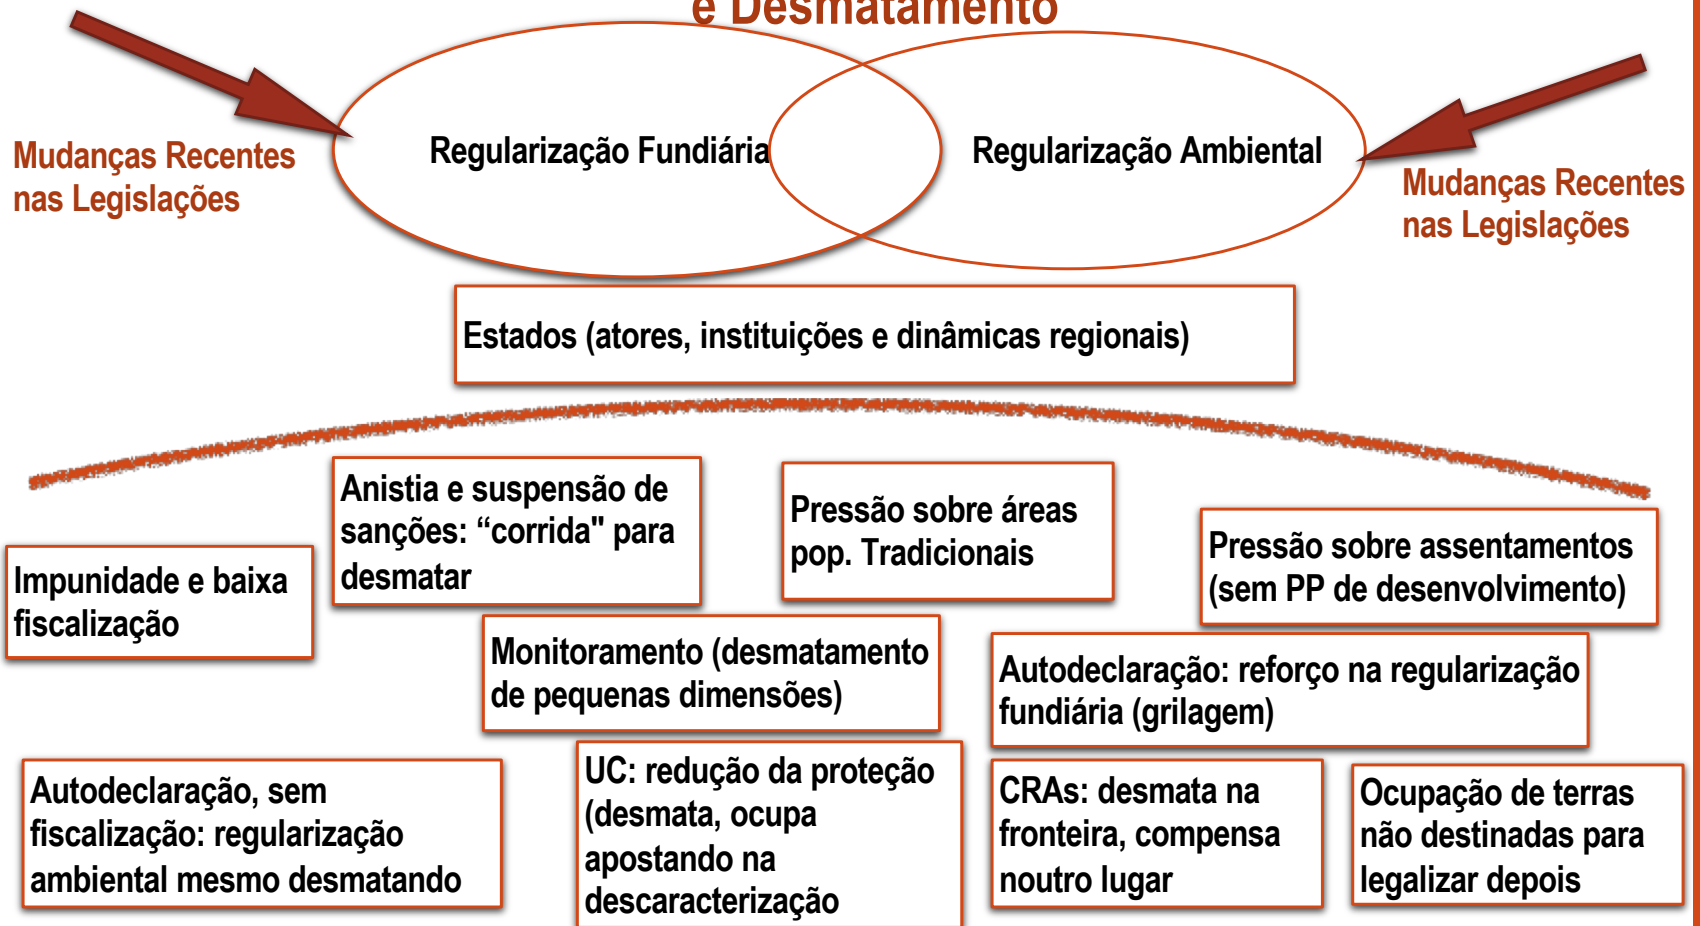 e Desmatamento
Regularização Fundiária
Regularização Ambiental
Mudanças Recentes
nas Legislações
Mudanças Recentes
nas Legislações
Estados (atores, instituições e dinâmicas regionais)
Anistia e suspensão de
sanções: “corrida" para
desmatar
Pressão sobre áreas
pop. Tradicionais
Pressão sobre assentamentos
(sem PP de desenvolvimento)
Impunidade e baixa
fiscalização
Monitoramento (desmatamento
de pequenas dimensões)
Autodeclaração: reforço na regularização
fundiária (grilagem)
Autodeclaração, sem
fiscalização: regularização
ambiental mesmo desmatando
UC: redução da proteção
(desmata, ocupa
apostando na
descaracterização
CRAs: desmata na
fronteira, compensa
noutro lugar
Ocupação de terras
não destinadas para
legalizar depois